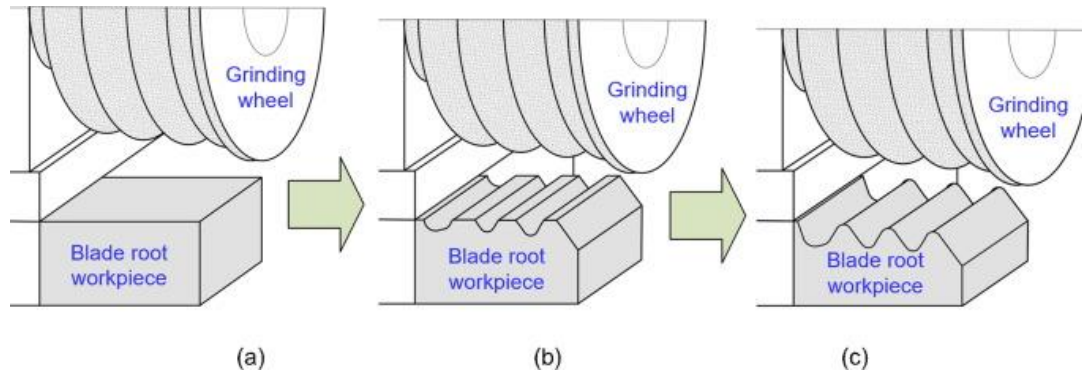 Grinding
wheel
Blade root
workpiece
Grinding
wheel
Blade root
workpiece
Grinding
wheel
Blade root
workpiece
(a)
(b)
(c)